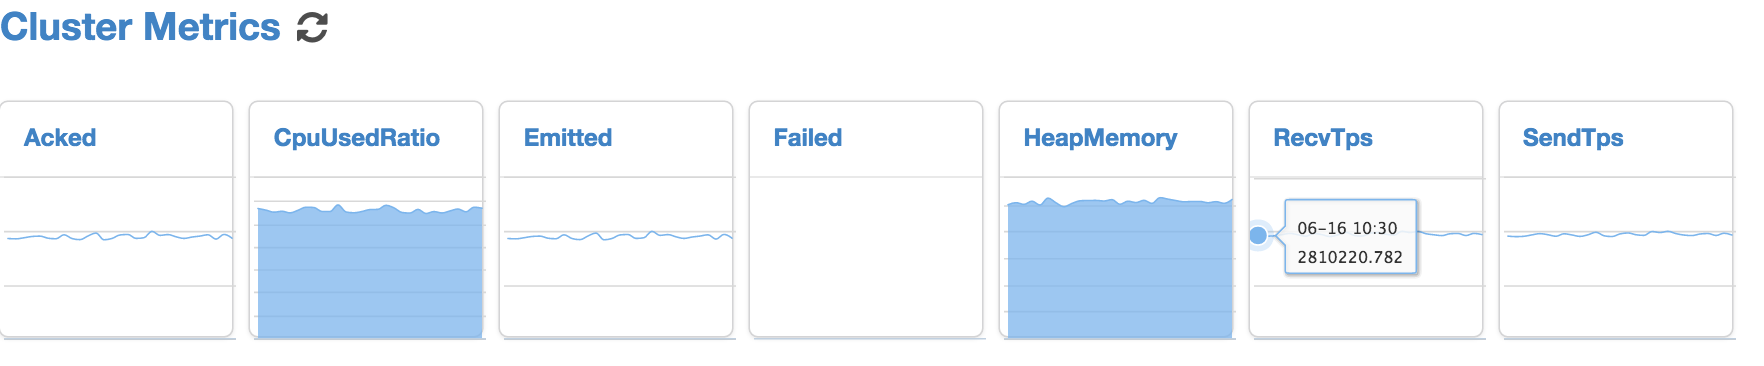 Cluster Metrics
Acked
CpuUsedRatio
Emitted
Failed
HeapMemory
RecvTps
SendTps
06-16 10:30
2810220.782